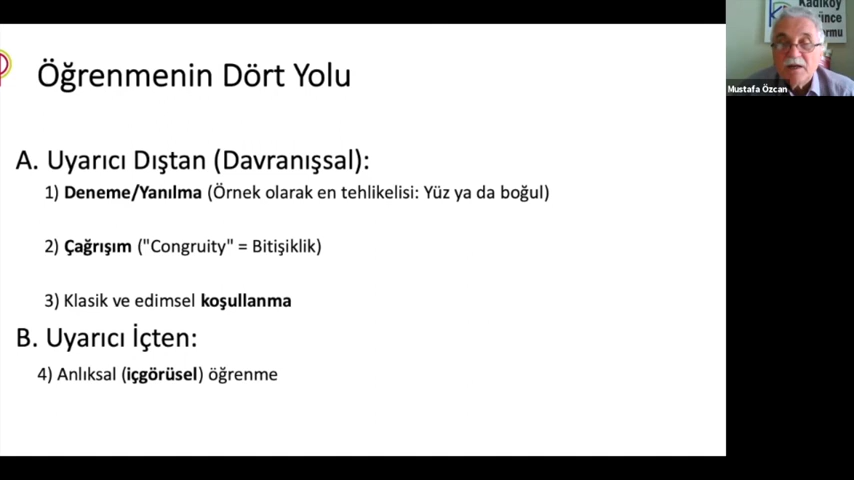 Öğrenmenin Dört Yolu
A. Uyarıcı Dıştan (Davranışsal):
1) Deneme/Yanılma (Örnek olarak en tehlikelisi: Yüz ya da boğul)
2) Çağrışım ("Congruity" = Bitişiklik)
3) Klasik ve edimsel koşullanma
B. Uyarıcı İçten:
4) Anlıksal (içgörüsel) öğrenme
Kadıköy
Mustafa Özcan